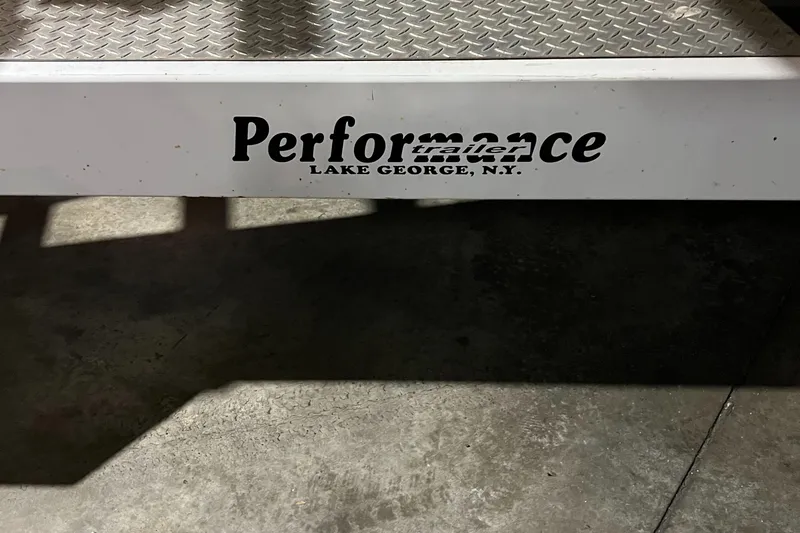 Performance
trailer
LAKE GEORGE, N.Y.